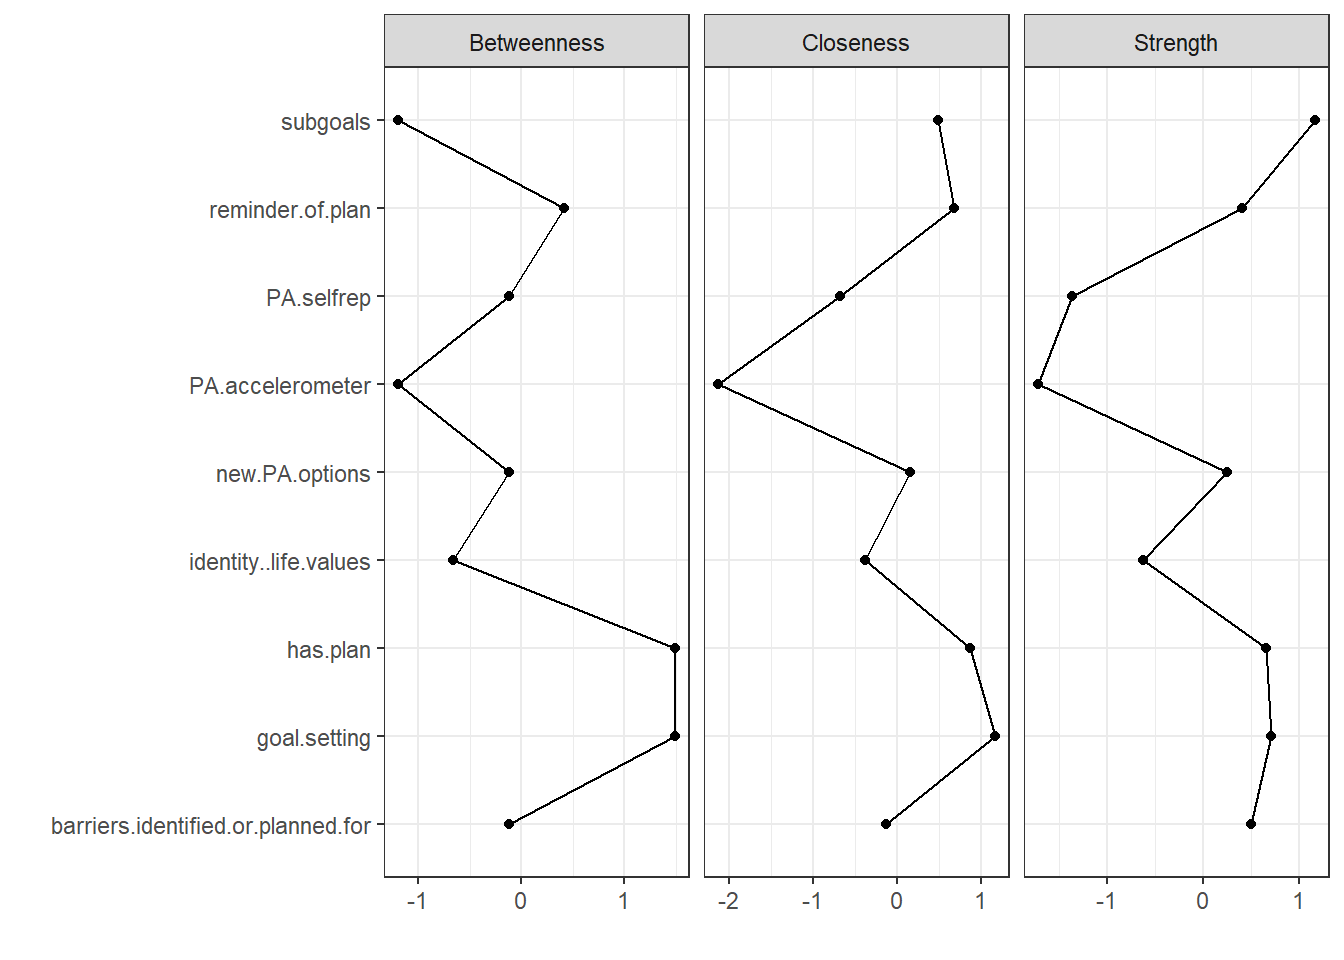 Betweenness Closeness Strength
subgoals
reminder.of.plan
PA.selfrep
PA.accelerometer
new.PA.options
identity..life.values
has.plan
goal.setting
barriers.identified.or.planned.for
-1 0 1 -2 -1 0 1 -1 0 1